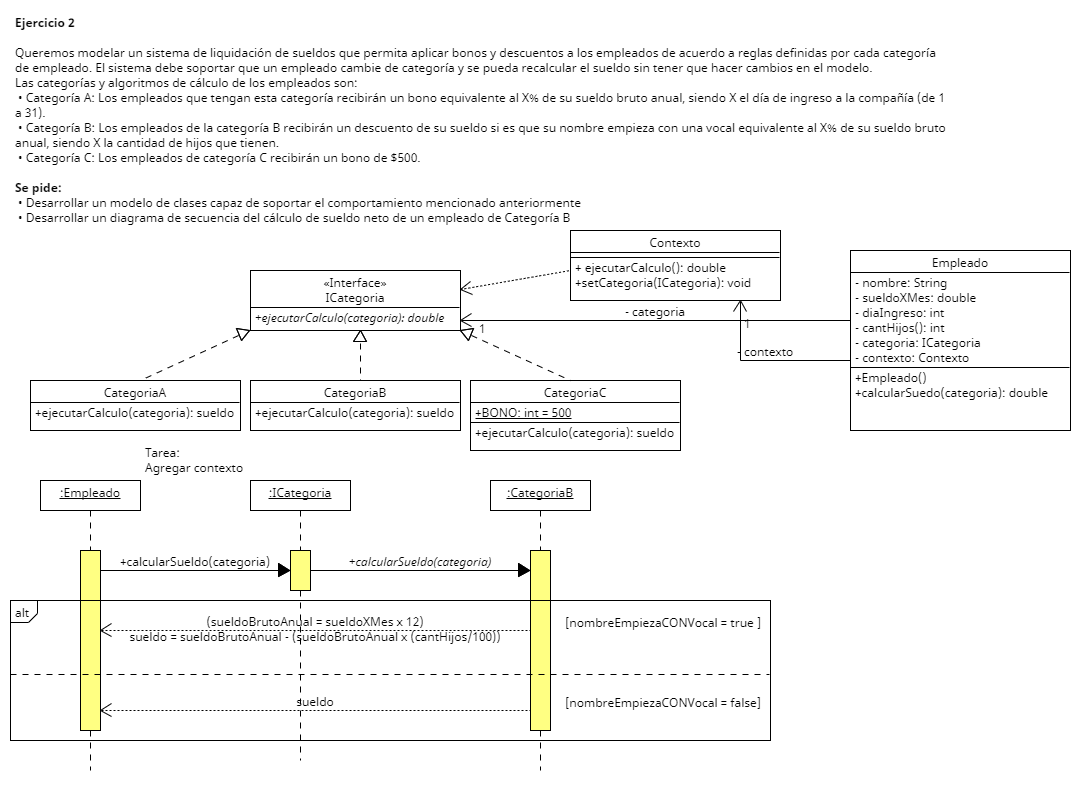 Ejercicio 2
Queremos modelar un sistema de liquidación de sueldos que permita aplicar bonos y descuentos a los empleados de acuerdo a reglas definidas por cada categoría
de empleado. El sistema debe soportar que un empleado cambie de categoría y se pueda recalcular el sueldo sin tener que hacer cambios en el modelo.
Las categorías y algoritmos de cálculo de los empleados son:
• Categoría A: Los empleados que tengan esta categoría recibirán un bono equivalente al X% de su sueldo bruto anual, siendo X el día de ingreso a la compañía (de 1
a 31).
• Categoría B: Los empleados de la categoría B recibirán un descuento de su sueldo si es que su nombre empieza con una vocal equivalente al X% de su sueldo bruto
anual, siendo X la cantidad de hijos que tienen.
• Categoría C: Los empleados de categoría C recibirán un bono de $500.
Se pide:
• Desarrollar un modelo de clases capaz de soportar el comportamiento mencionado anteriormente
• Desarrollar un diagrama de secuencia del cálculo de sueldo neto de un empleado de Categoría B
Contexto
+ ejecutarCalculo(): double
+setCategoria(ICategoria): void
Empleado
- nombre: String
- sueldoXMes: double
- diaIngreso: int
- cantHijos(): int
- categoria: ICategoria
- contexto: Contexto
+Empleado()
+calcularSuedo(categoria): double
«Interface»
ICategoria
+ejecutarCalculo(categoria): double
- categoria
1
1
- contexto
CategoriaA
+ejecutarCalculo(categoria): sueldo
CategoriaB
+ejecutarCalculo(categoria): sueldo
CategoriaC
+BONO: int = 500
+ejecutarCalculo(categoria): sueldo
Tarea:
Agregar contexto
:Empleado
:ICategoria
:CategoriaB
+calcularSueldo(categoria)
+calcularSueldo(categoria)
alt
(sueldoBrutoAnual = sueldoXMes x 12)
sueldo = sueldoBrutoAnual - (sueldoBrutoAnual x (cantHijos/100))
[nombreEmpiezaCONVocal = true ]
sueldo
[nombreEmpiezaCONVocal = false]